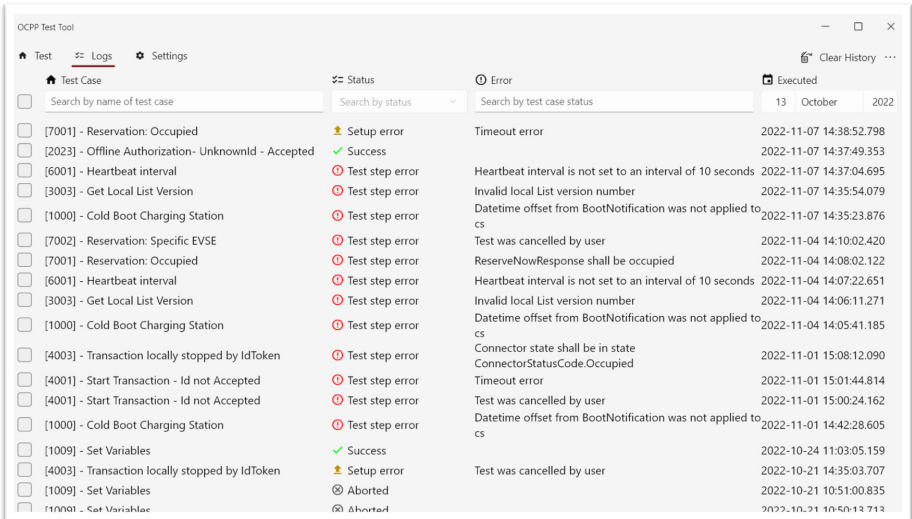 OCPP Test Tool
Test Logs Settings Clear History ...
Test Case Status Error Executed
Search by name of test case Search by status Search by test case status 13 October 2022
[7001] - Reservation: Occupied Setup error Timeout error 2022-11-07 14:38:52.798
[2023] - Offline Authorization- UnknownId - Accepted Success 2022-11-07 14:37:49.353
[6001] - Heartbeat interval Test step error Heartbeat interval is not set to an interval of 10 seconds 2022-11-07 14:37:04.695
[3003] - Get Local List Version Test step error Invalid local List version number 2022-11-07 14:35:54.079
[1000] - Cold Boot Charging Station Test step error Datetime offset from BootNotification was not applied to 2022-11-07 14:35:23.876
cs
[7002] - Reservation: Specific EVSE Test step error Test was cancelled by user 2022-11-04 14:10:02.420
[7001] - Reservation: Occupied Test step error ReserveNowResponse shall be occupied 2022-11-04 14:08:02.122
[6001] - Heartbeat interval Test step error Heartbeat interval is not set to an interval of 10 seconds 2022-11-04 14:07:22.651
[3003] - Get Local List Version Test step error Invalid local List version number 2022-11-04 14:06:11.271
[1000] - Cold Boot Charging Station Test step error Datetime offset from BootNotification was not applied to 2022-11-04 14:05:41.185
cs
[4003] - Transaction locally stopped by IdToken Test step error Connector state shall be in state 2022-11-01 15:08:12.090
ConnectorStatusCode.Occupied
[4001] - Start Transaction - Id not Accepted Test step error Timeout error 2022-11-01 15:01:44.814
[4001] - Start Transaction - Id not Accepted Test step error Test was cancelled by user 2022-11-01 15:00:24.162
[1000] - Cold Boot Charging Station Test step error Datetime offset from BootNotification was not applied to 2022-11-01 14:42:28.605
cs
[1009] - Set Variables Success 2022-10-24 11:03:05.159
[4003] - Transaction locally stopped by IdToken Setup error Test was cancelled by user 2022-10-21 14:35:03.707
[1009] - Set Variables Aborted 2022-10-21 10:51:00.835
[1009] - Set Variables Aborted 2022-10-21 10:50:13.713